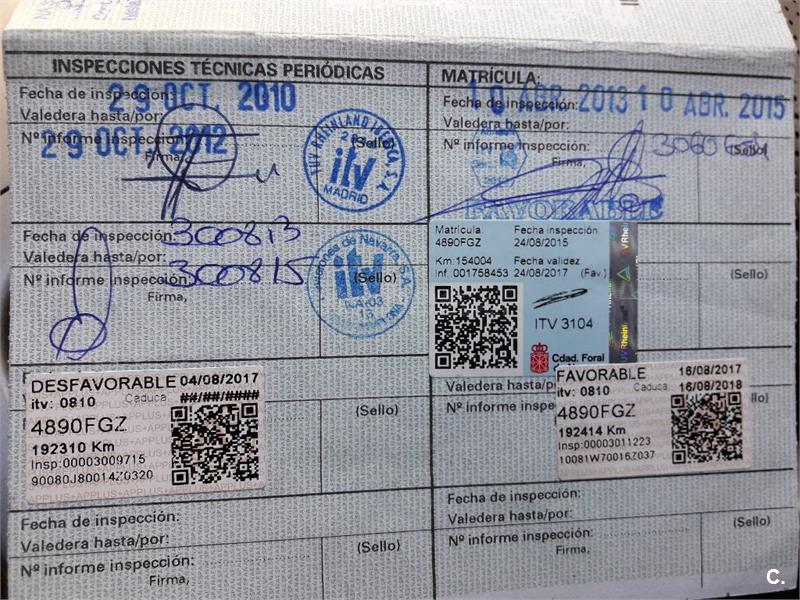 INSPECCIONES TÉCNICAS PERIÓDICAS
Fecha de inspección:
29 OCT. 2010
Valedera hasta/por:
Nº informe Inspección:
29 OCT. 2012
(Sello)
Firma,
TUV RHEINLAND IBERICA, S.A.
itv
MADRID
MATRÍCULA:
Fecha de inspección:
10 ABR. 2013 10 ABR. 2015
Valedera hasta/por:
Nº informe Inspección:
(Sello)
Firma,
FAVORABLE
Fecha de inspección:
300813
Valedera hasta/por:
Nº informe Inspección:
300815
(Sello)
Firma,
de Navarra, S.A.
itv
Matrícula:
4890FGZ
Fecha inspección:
24/08/2015
Km:154004
Fecha validez
Inf. 001758453
24/08/2017 (Fav.)
ITV 3104
Cdad. Foral
(Sello)
DESFAVORABLE 04/08/2017
itv: 0810 Caduca ##/##/####
4890FGZ
192310 Km
Insp:00003009715
90080J80014Z0320
(Sello)
Valedera hasta/por:
Nº informe Inspe
FAVORABLE 16/08/2017
itv: 0810 Caduca 16/08/2018
4890FGZ
192414 Km
Insp:00003011223
10081W70016Z037
Fecha de inspección:
Valedera hasta/por:
Nº informe Inspección:
(Sello)
Firma,
Fecha de inspección:
Valedera hasta/por:
Nº informe Inspección:
(Sello)
Firma,
C.